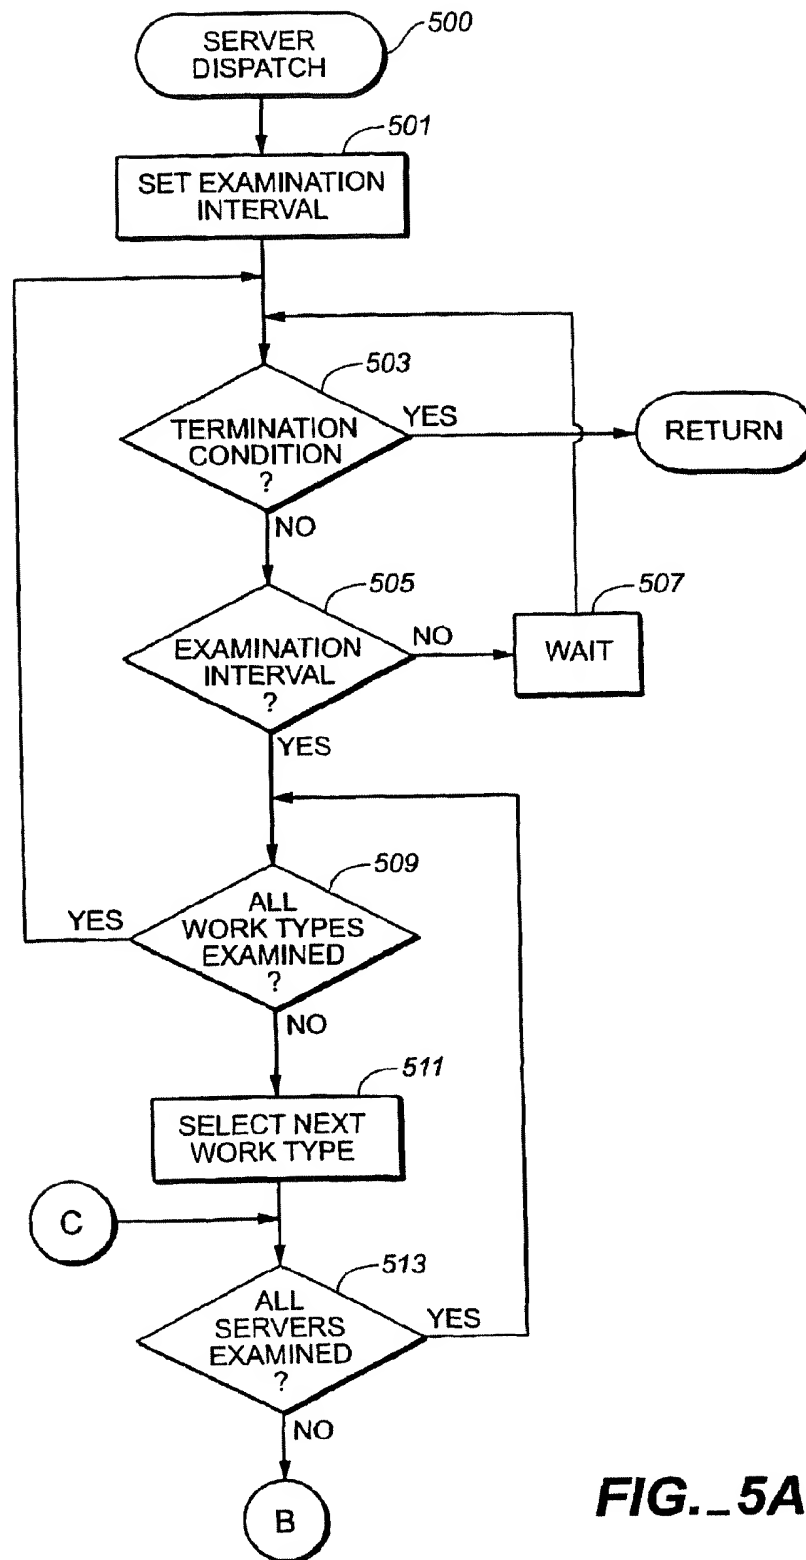 SERVER
DISPATCH
500
501
SET EXAMINATION
INTERVAL
503
TERMINATION
CONDITION
?
YES
RETURN
NO
505
EXAMINATION
INTERVAL
?
NO
507
WAIT
YES
509
ALL
WORK TYPES
EXAMINED
?
YES
NO
511
SELECT NEXT
WORK TYPE
C
513
ALL
SERVERS
EXAMINED
?
YES
NO
B
FIG._5A